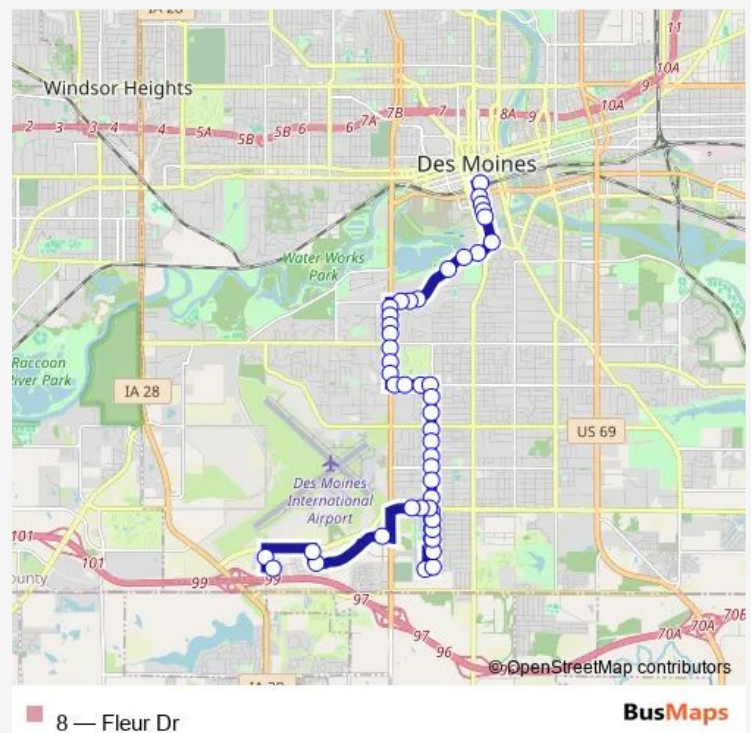 IA 28
11
10A
9
Windsor Heights
10A
2 3 3 4 4 5A 5B 5B 6 6 7A 7B 7 8A 9
Des Moines
Water Works
Park
Raccoon
River Park
IA 28
US 69
Des Moines
International
Airport
101
101
ounty
99
99
97
97
96
70A
70A
70B
©OpenStreetMap contributors
IA 28
8 — Fleur Dr
BusMaps